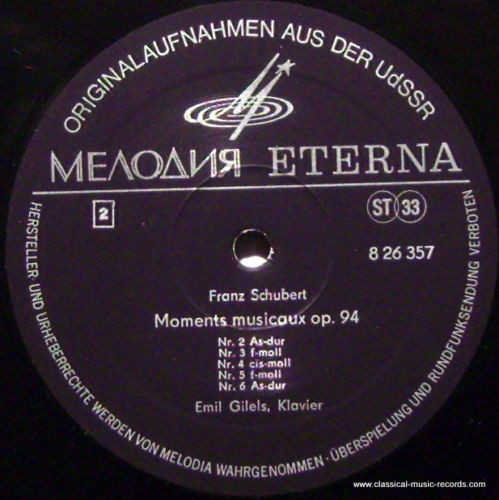 ORIGINALAUFNAHMEN AUS DER UdSSR
МЕЛОДИЯ ETERNA
2
ST 33
8 26 357
Franz Schubert
Moments musicaux op. 94
Nr. 2 As-dur
Nr. 3 f-moll
Nr. 4 cis-moll
Nr. 5 f-moll
Nr. 6 As-dur
Emil Gilels, Klavier
HERSTELLER UND URHEBERRECHTE WERDEN VON MELODIA WAHRGENOMMEN · ÜBERSPIELUNG UND RUNDFUNKSENDUNG VERBOTEN
www.classical-music-records.com